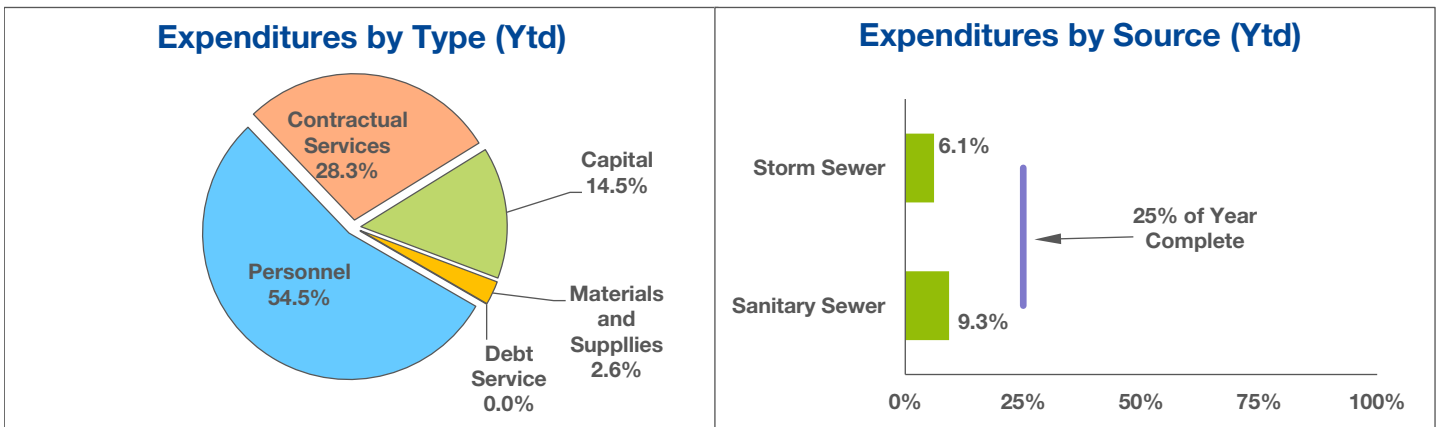 Expenditures by Type (Ytd)
Contractual
Services
28.3%
Capital
14.5%
Personnel
54.5%
Materials
and
Suppllies
2.6%
Debt
Service
0.0%
Expenditures by Source (Ytd)
Storm Sewer
6.1%
25% of Year
Complete
Sanitary Sewer
9.3%
0%
25%
50%
75%
100%